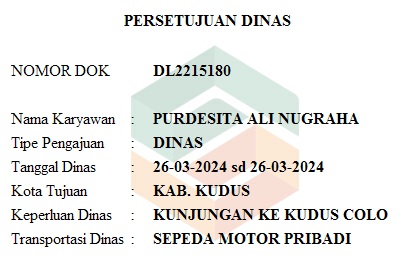 PERSETUJUAN DINAS
NOMOR DOK DL2215180
Nama Karyawan : PURDESITA ALI NUGRAHA
Tipe Pengajuan : DINAS
Tanggal Dinas : 26-03-2024 sd 26-03-2024
Kota Tujuan : KAB. KUDUS
Keperluan Dinas : KUNJUNGAN KE KUDUS COLO
Transportasi Dinas : SEPEDA MOTOR PRIBADI